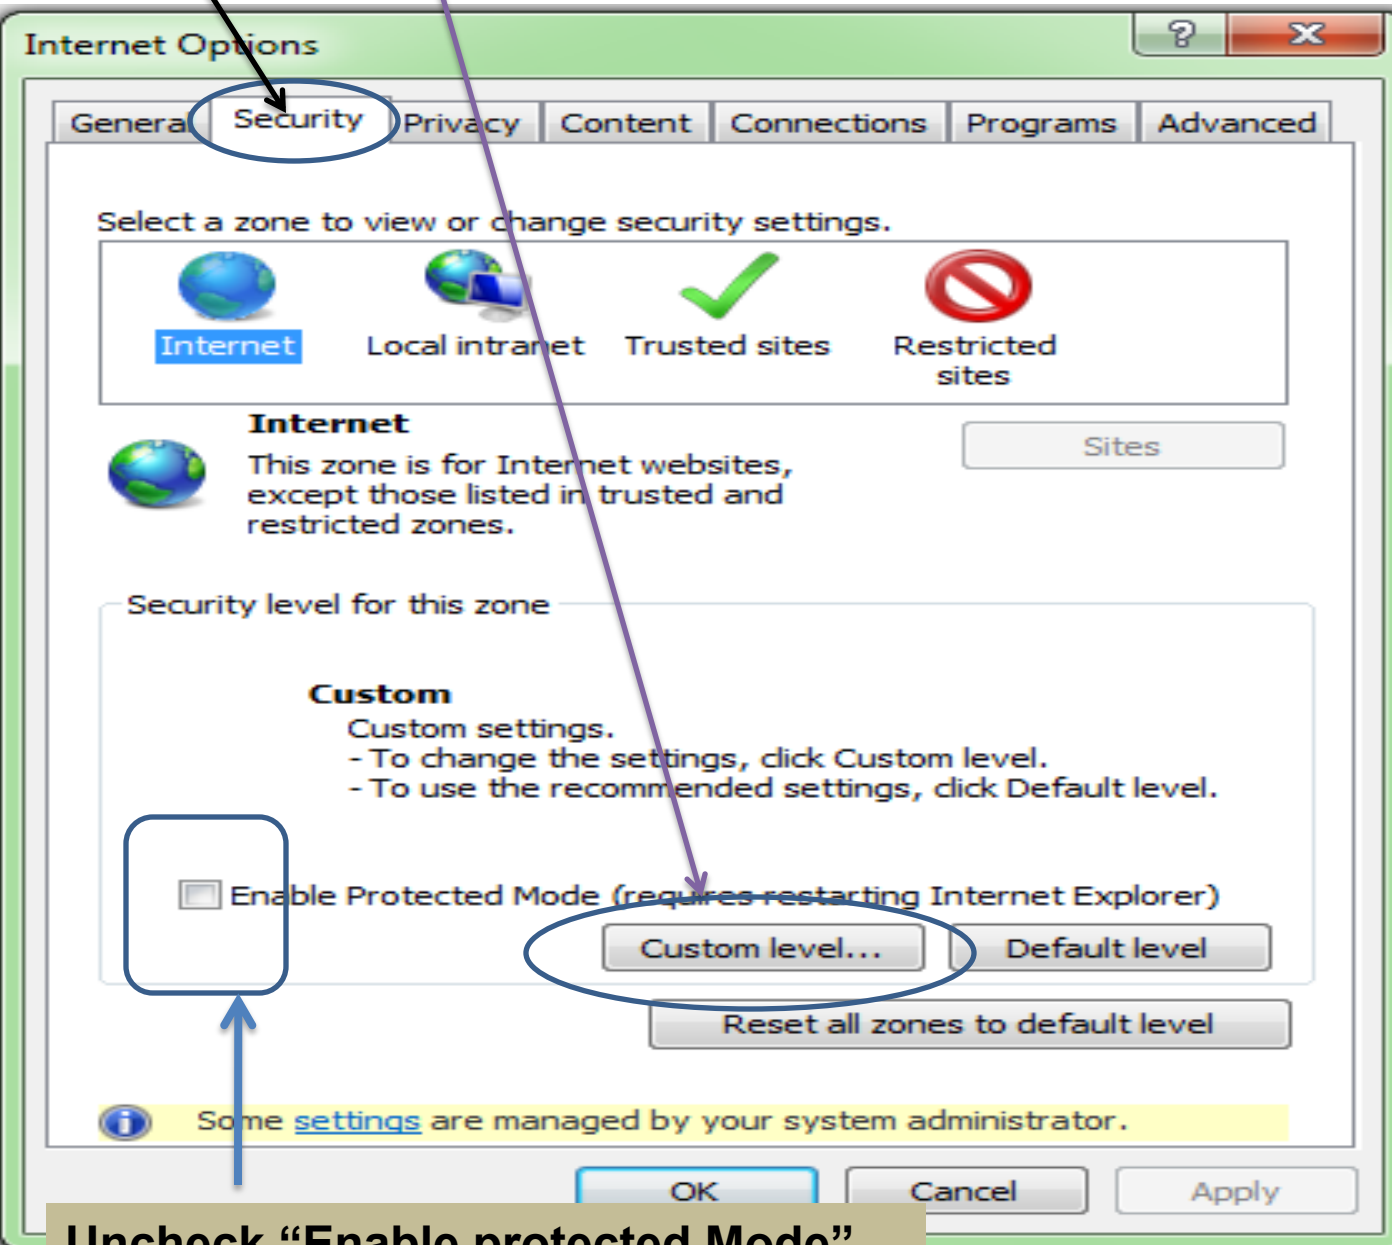 Internet Options
General Security Privacy Content Connections Programs Advanced
Select a zone to view or change security settings.
Internet Local intranet Trusted sites Restricted sites
Internet
Sites
This zone is for Internet websites,
except those listed in trusted and
restricted zones.
Security level for this zone
Custom
Custom settings.
- To change the settings, click Custom level.
- To use the recommended settings, click Default level.
Enable Protected Mode (requires restarting Internet Explorer)
Custom level... Default level
Reset all zones to default level
Some settings are managed by your system administrator.
OK Cancel Apply
Uncheck “Enable protected Mode”